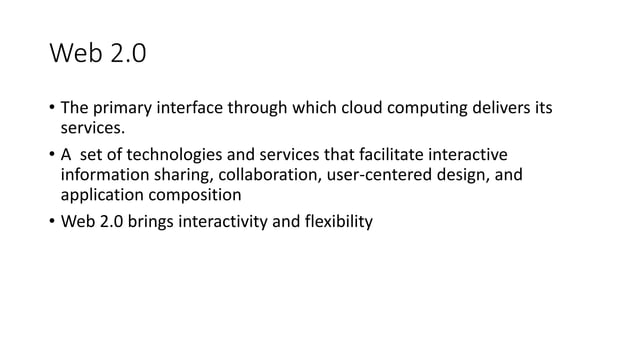 Web 2.0
• The primary interface through which cloud computing delivers its
services.
• A  set of technologies and services that facilitate interactive
information sharing, collaboration, user-centered design, and
application composition
• Web 2.0 brings interactivity and flexibility